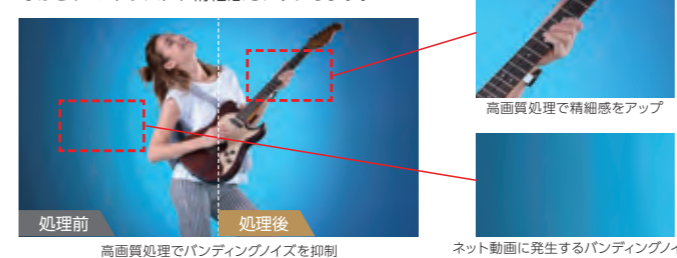 高画質処理で精細感をアップ
処理前
処理後
高画質処理でバンディングノイズを抑制
ネット動画に発生するバンディングノイ